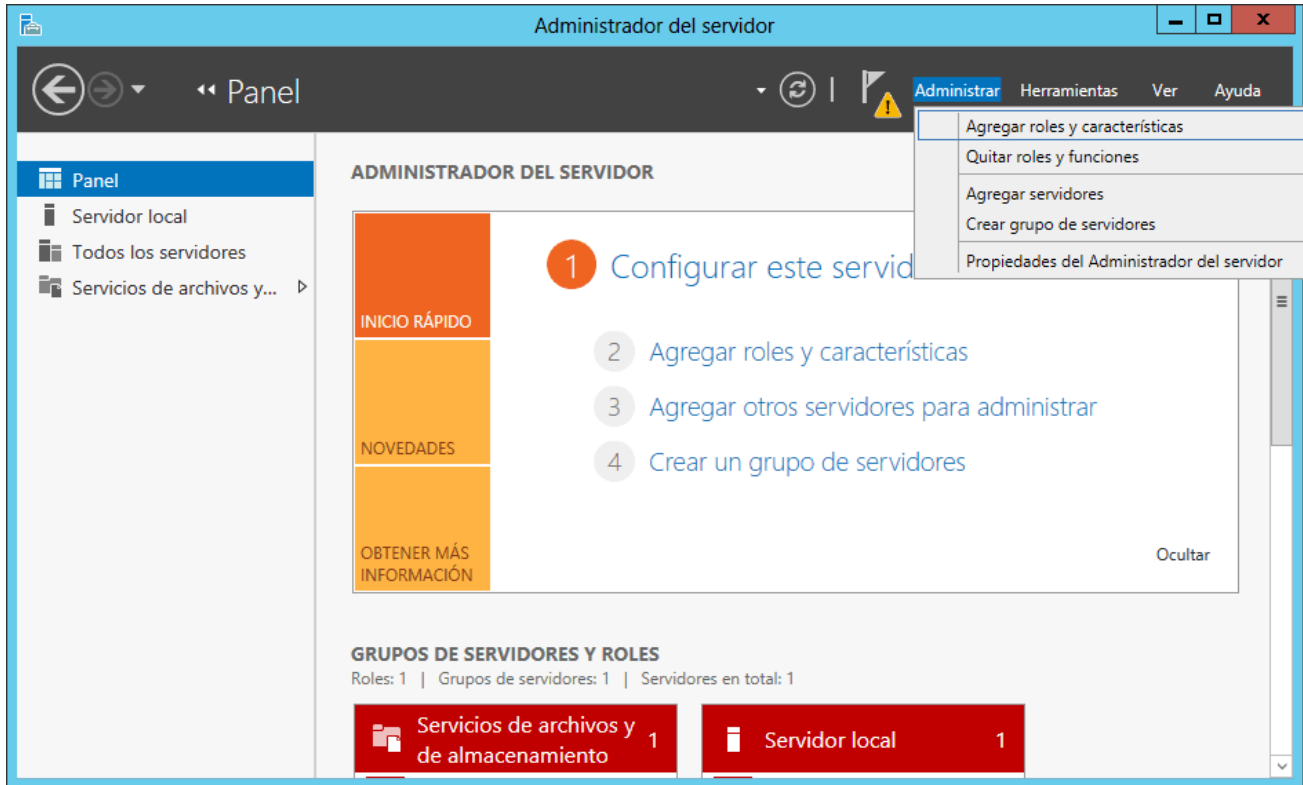 Administrador del servidor
Panel
Administrar Herramientas Ver Ayuda
Agregar roles y características
Quitar roles y funciones
Agregar servidores
Crear grupo de servidores
Propiedades del Administrador del servidor
Panel
Servidor local
Todos los servidores
Servicios de archivos y...
ADMINISTRADOR DEL SERVIDOR
INICIO RÁPIDO
NOVEDADES
OBTENER MÁS
INFORMACIÓN
1 Configurar este servid
2 Agregar roles y características
3 Agregar otros servidores para administrar
4 Crear un grupo de servidores
Ocultar
GRUPOS DE SERVIDORES Y ROLES
Roles: 1 | Grupos de servidores: 1 | Servidores en total: 1
Servicios de archivos y
de almacenamiento 1
Servidor local 1